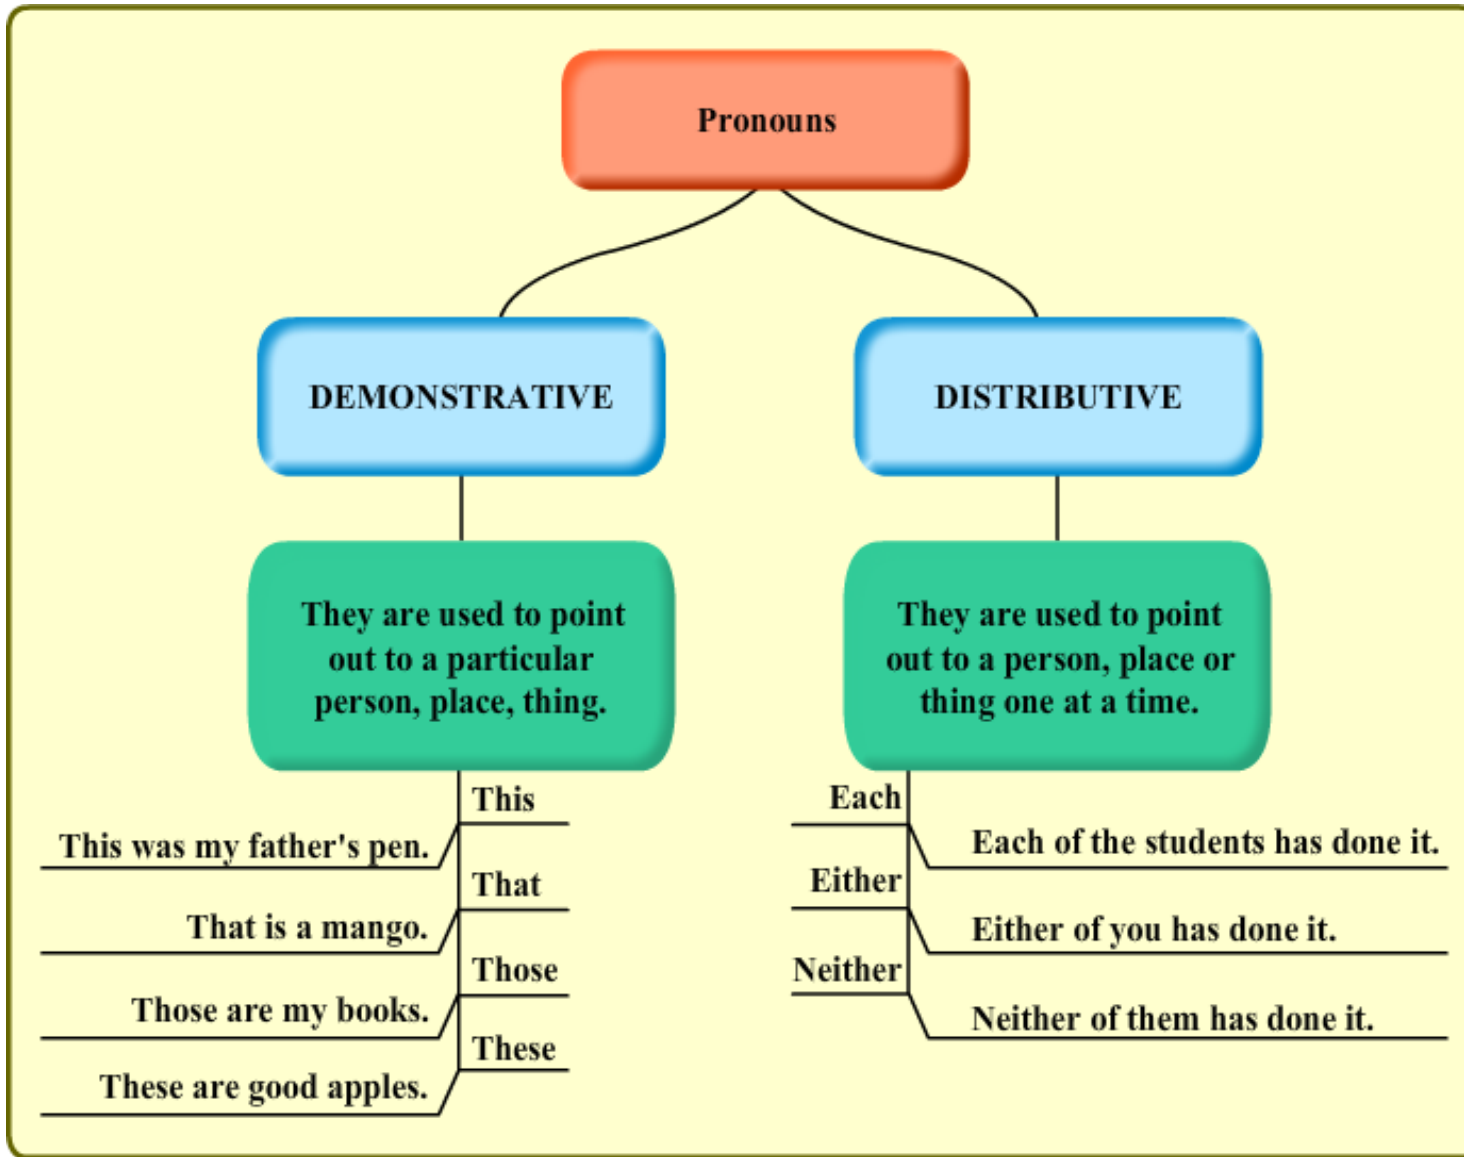 Pronouns
DEMONSTRATIVE
They are used to point
out to a particular
person, place, thing.
This
This was my father's pen.
That
That is a mango.
Those
Those are my books.
These
These are good apples.
DISTRIBUTIVE
They are used to point
out to a person, place or
thing one at a time.
Each
Each of the students has done it.
Either
Either of you has done it.
Neither
Neither of them has done it.